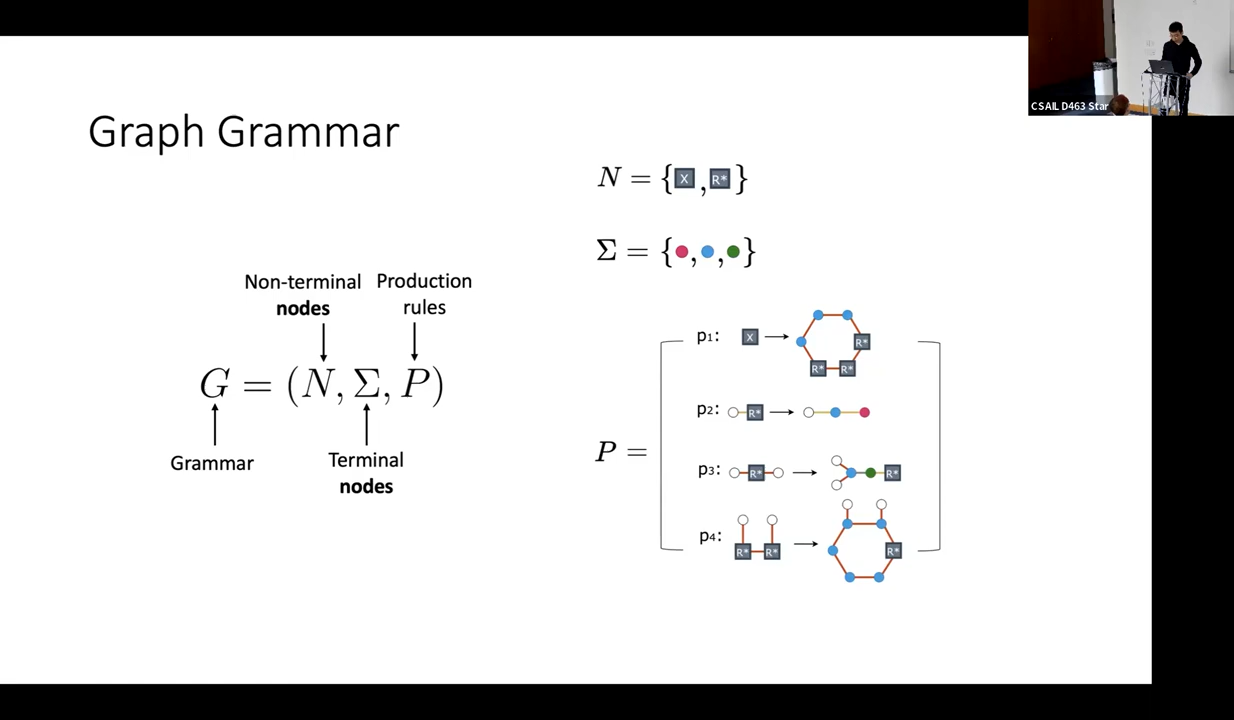 CSAIL D463 Star
Graph Grammar
Non-terminal nodes
Production rules
G = (N, Σ, P)
Grammar
Terminal nodes
N = {X, R*}
Σ = { , , }
P =
p1: X → R* R* R*
p2: R* →
p3: R* → R*
p4: R* R* → R*